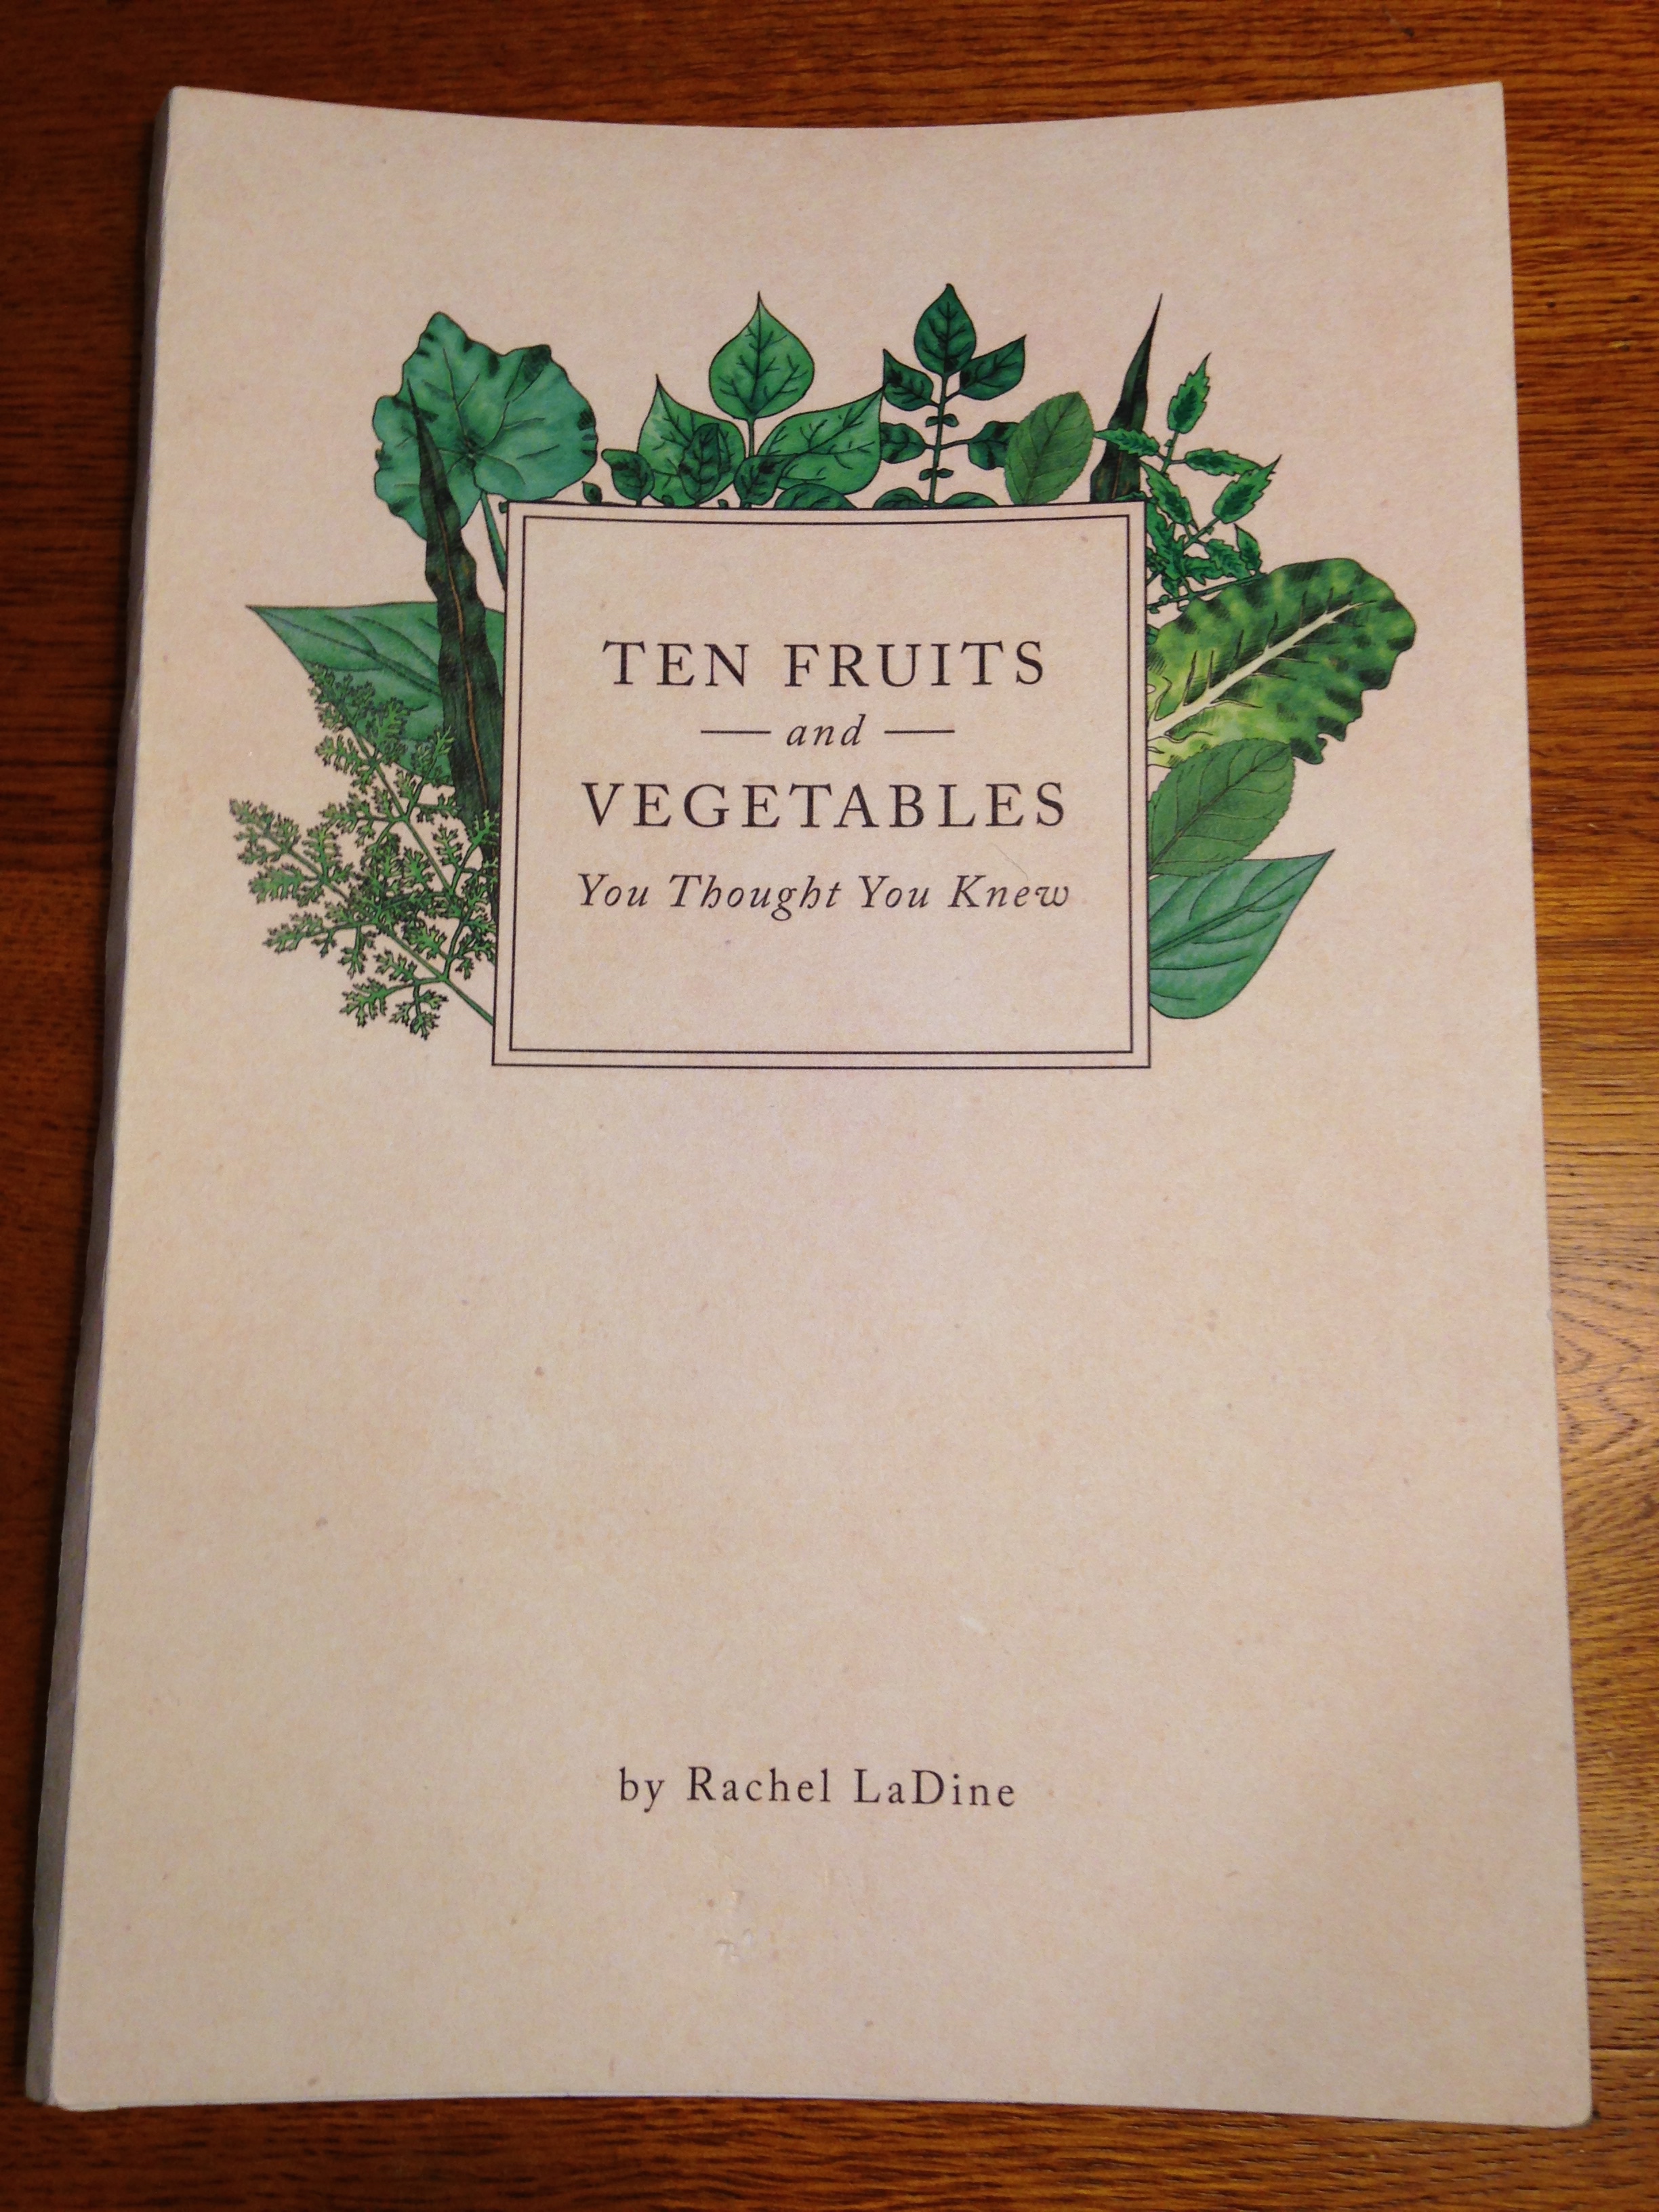 TEN FRUITS
and
VEGETABLES
You Thought You Knew
by Rachel LaDine